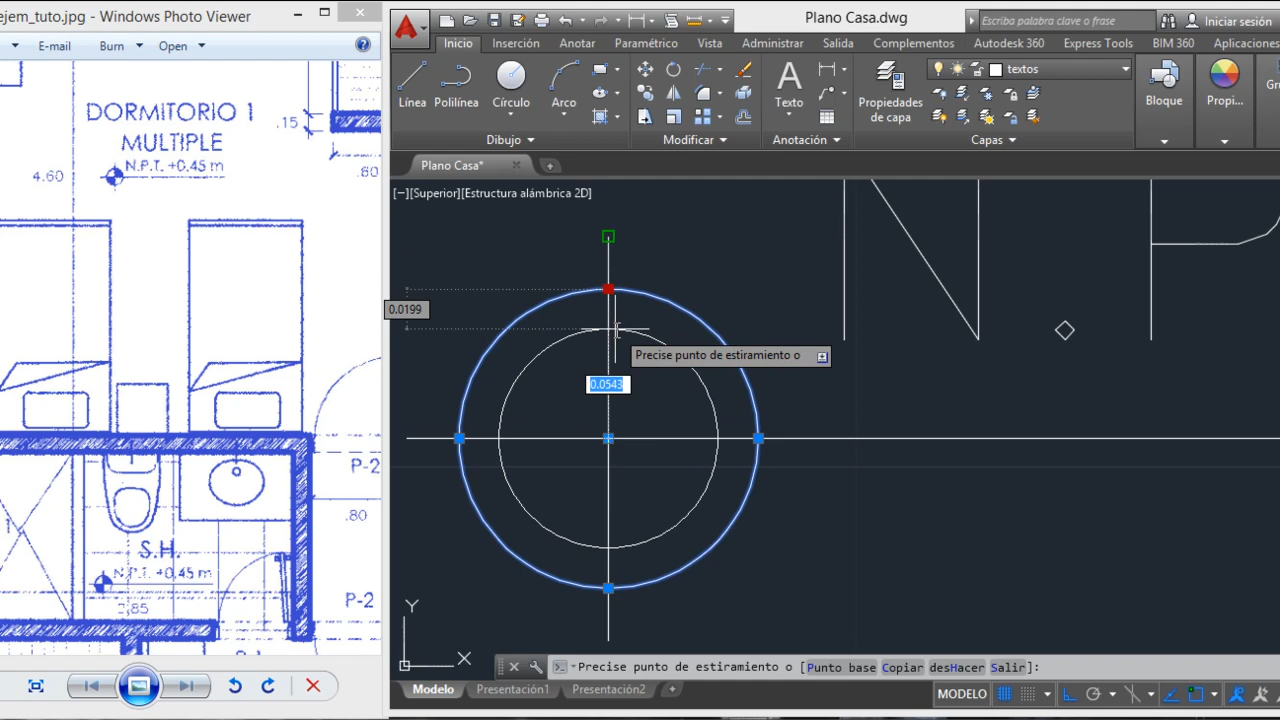 ejem_tuto.jpg - Windows Photo Viewer
E-mail
Burn
Open
DORMITORIO 1
MULTIPLE
N.P.T. +0,45 m
.15
4.60
.80
P-2
.80
S.H.
N.P.T. +0,45 m
P-2
Plano Casa.dwg
Escriba palabra clave o frase
Iniciar sesión
Inicio
Inserción
Anotar
Paramétrico
Vista
Administrar
Salida
Complementos
Autodesk 360
Express Tools
BIM 360
Aplicaciones
Línea
Polilínea
Círculo
Arco
Texto
Propiedades
de capa
textos
Bloque
Propi...
Dibujo
Modificar
Anotación
Capas
Plano Casa*
[−][Superior][Estructura alámbrica 2D]
0.0199
Precise punto de estiramiento o
0.0543
Y
X
Precise punto de estiramiento o [Punto base Copiar desHacer Salir]:
Modelo
Presentación1
Presentación2
MODELO